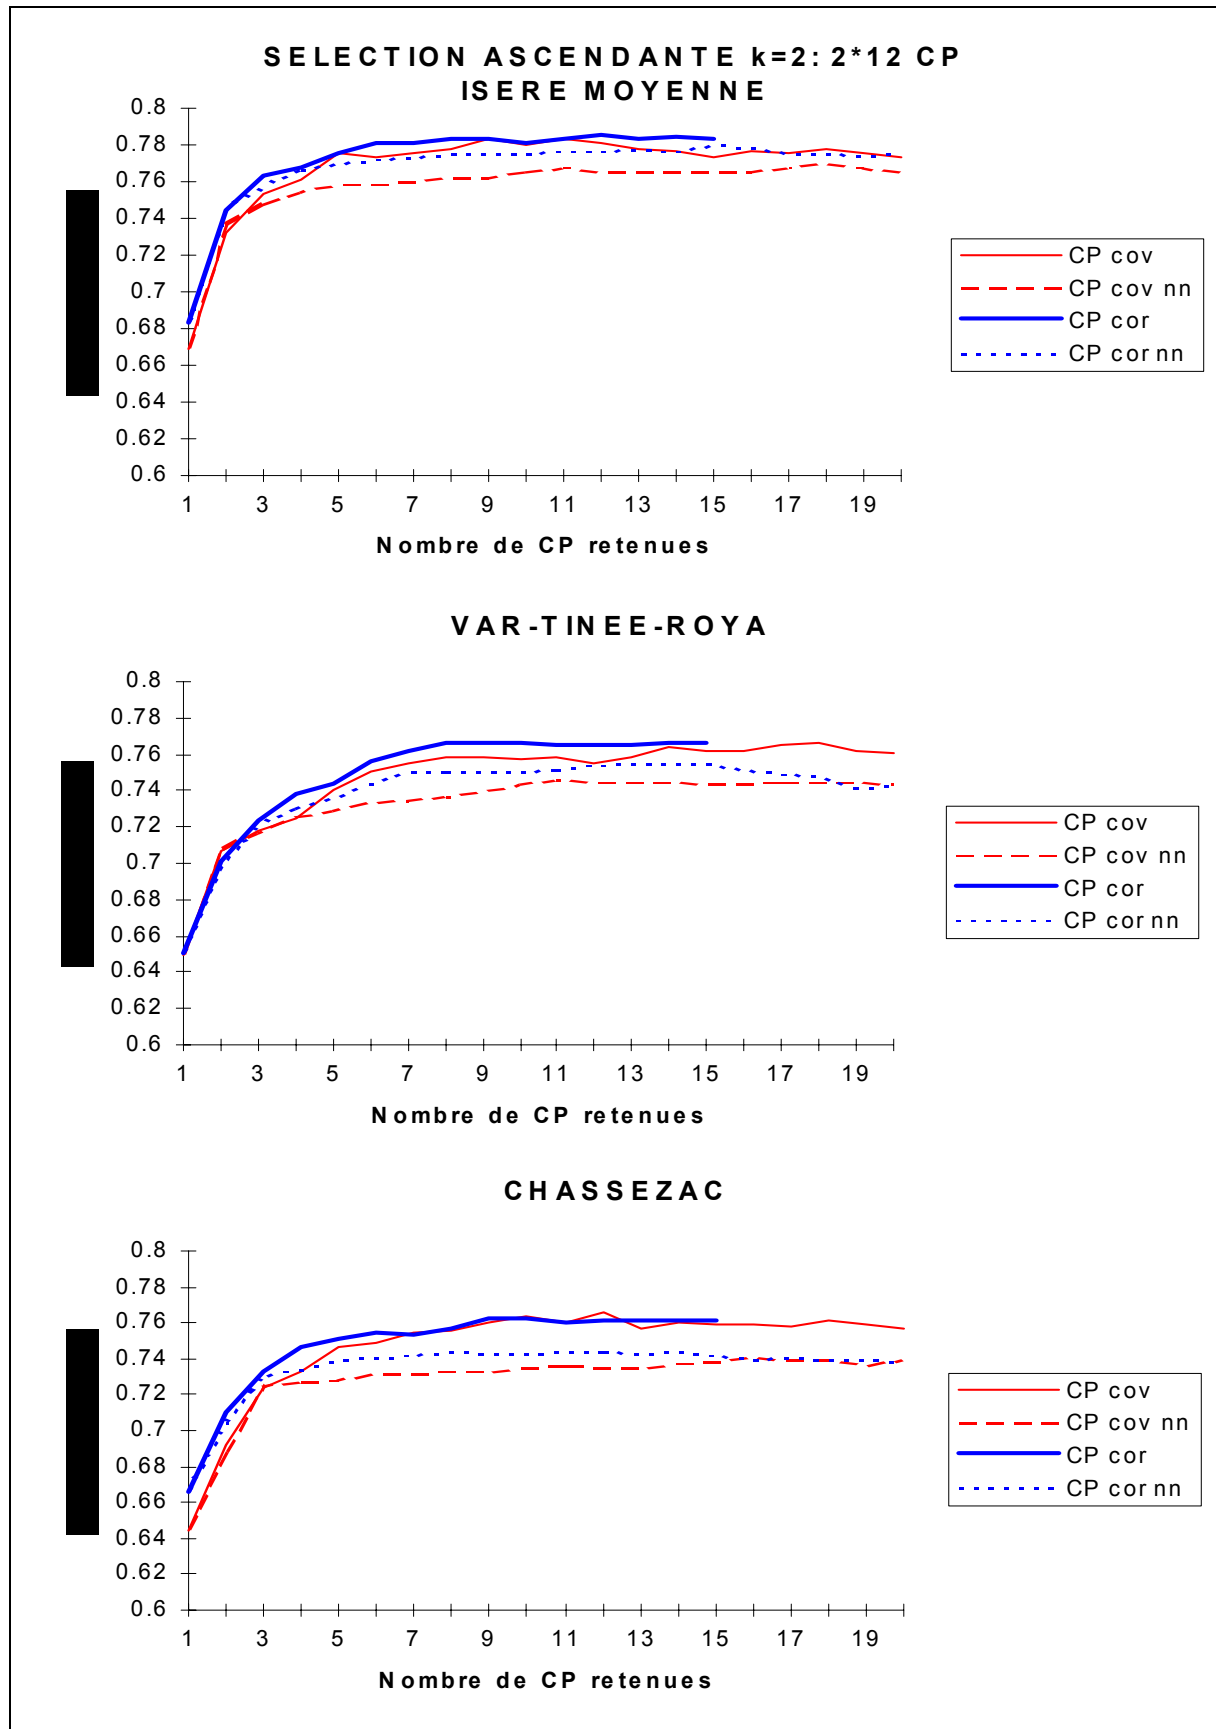 SELECTION ASCENDANTE k=2: 2*12 CP
ISERE MOYENNE
0.8
0.78
0.76
0.74
0.72
0.7
0.68
0.66
0.64
0.62
0.6
1 3 5 7 9 11 13 15 17 19
Nombre de CP retenues
CP cov
CP cov nn
CP cor
CP cor nn
VAR-TINEE-ROYA
0.8
0.78
0.76
0.74
0.72
0.7
0.68
0.66
0.64
0.62
0.6
1 3 5 7 9 11 13 15 17 19
Nombre de CP retenues
CP cov
CP cov nn
CP cor
CP cor nn
CHASSEZAC
0.8
0.78
0.76
0.74
0.72
0.7
0.68
0.66
0.64
0.62
0.6
1 3 5 7 9 11 13 15 17 19
Nombre de CP retenues
CP cov
CP cov nn
CP cor
CP cor nn